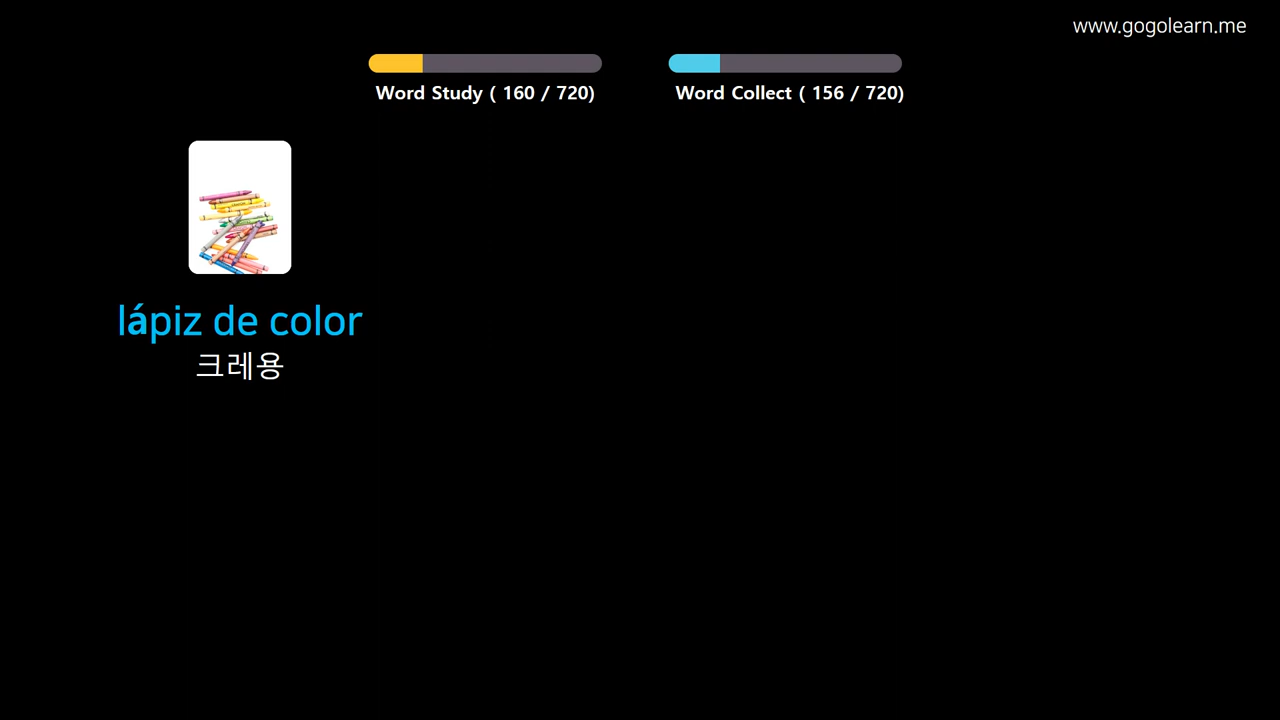 www.gogolearn.me
Word Study ( 160 / 720)
Word Collect ( 156 / 720)
lápiz de color
크레용